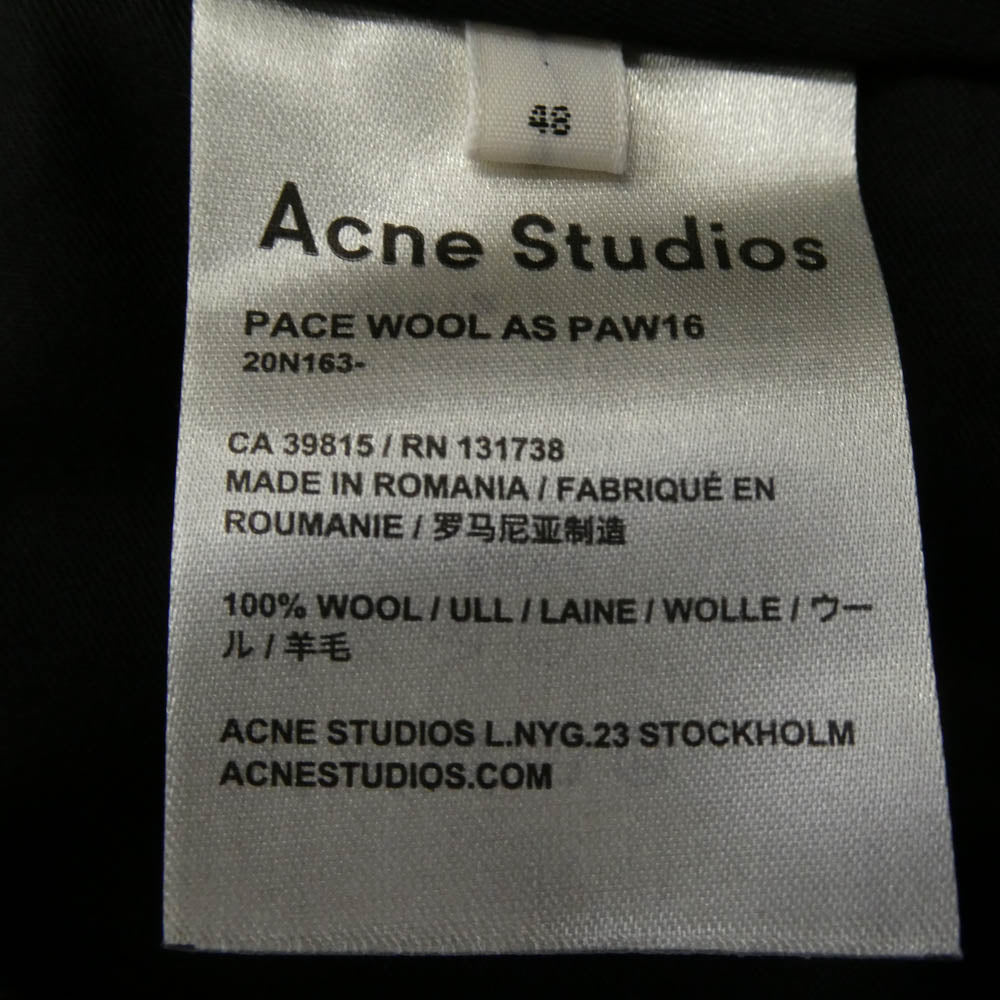 48
Acne Studios
PACE WOOL AS PAW16
20N163-
CA 39815 / RN 131738
MADE IN ROMANIA / FABRIQUÉ EN
ROUMANIE / 罗马尼亚制造
100% WOOL / ULL / LAINE / WOLLE / ウー
ル / 羊毛
ACNE STUDIOS L.NYG.23 STOCKHOLM
ACNESTUDIOS.COM